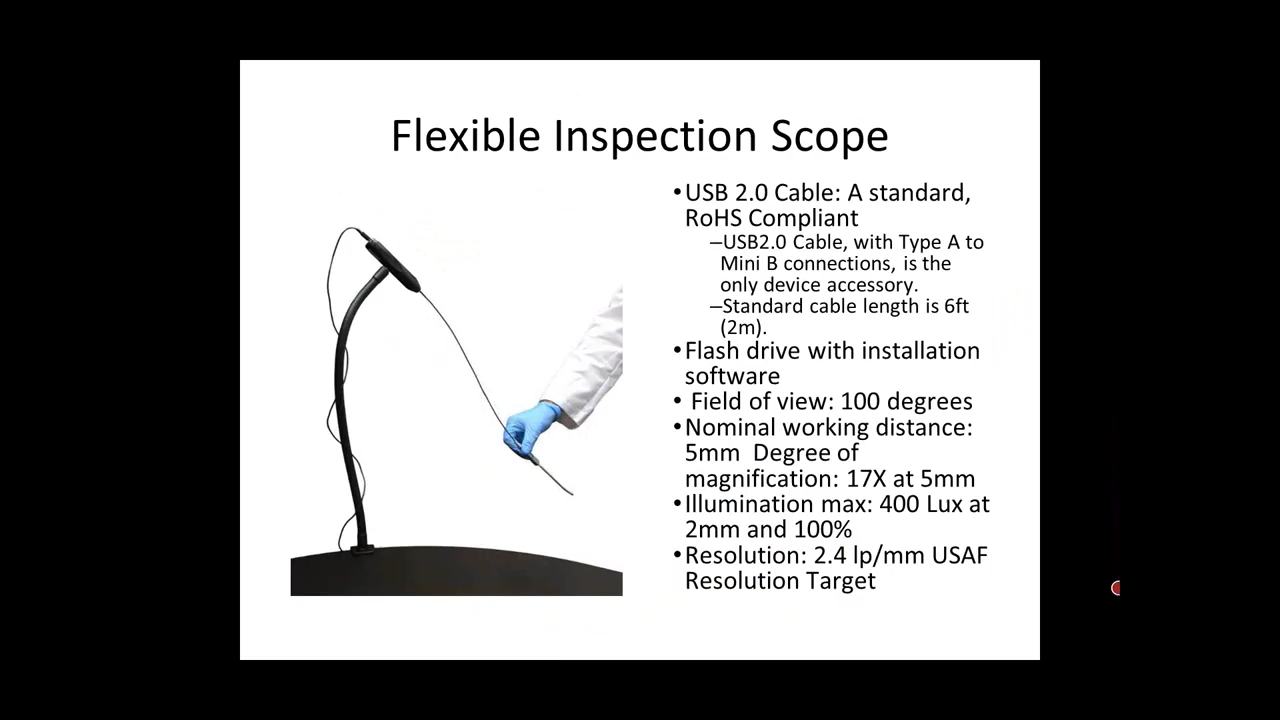 Flexible Inspection Scope
•USB 2.0 Cable: A standard,
RoHS Compliant
–USB2.0 Cable, with Type A to
Mini B connections, is the
only device accessory.
–Standard cable length is 6ft
(2m).
•Flash drive with installation
software
• Field of view: 100 degrees
•Nominal working distance:
5mm  Degree of
magnification: 17X at 5mm
•Illumination max: 400 Lux at
2mm and 100%
•Resolution: 2.4 lp/mm USAF
Resolution Target